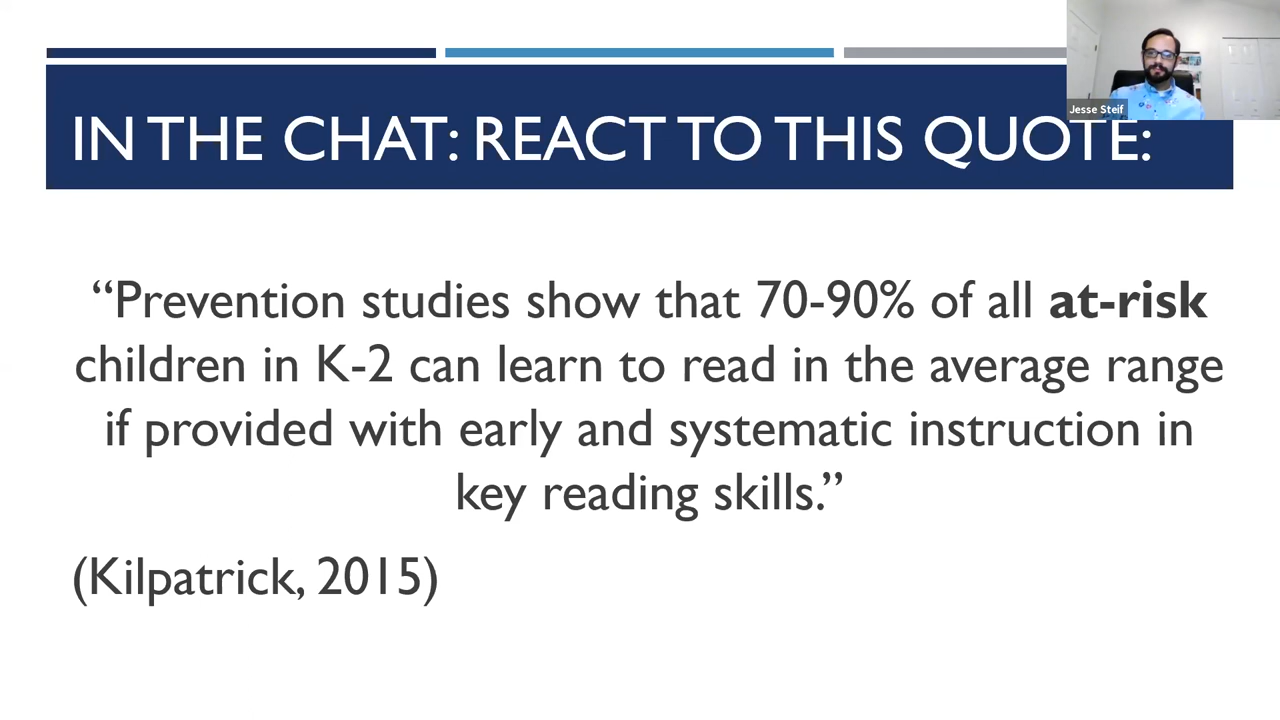 Jesse Steif
IN THE CHAT: REACT TO THIS QUOTE:
“Prevention studies show that 70-90% of all at-risk
children in K-2 can learn to read in the average range
if provided with early and systematic instruction in
key reading skills.”
(Kilpatrick, 2015)